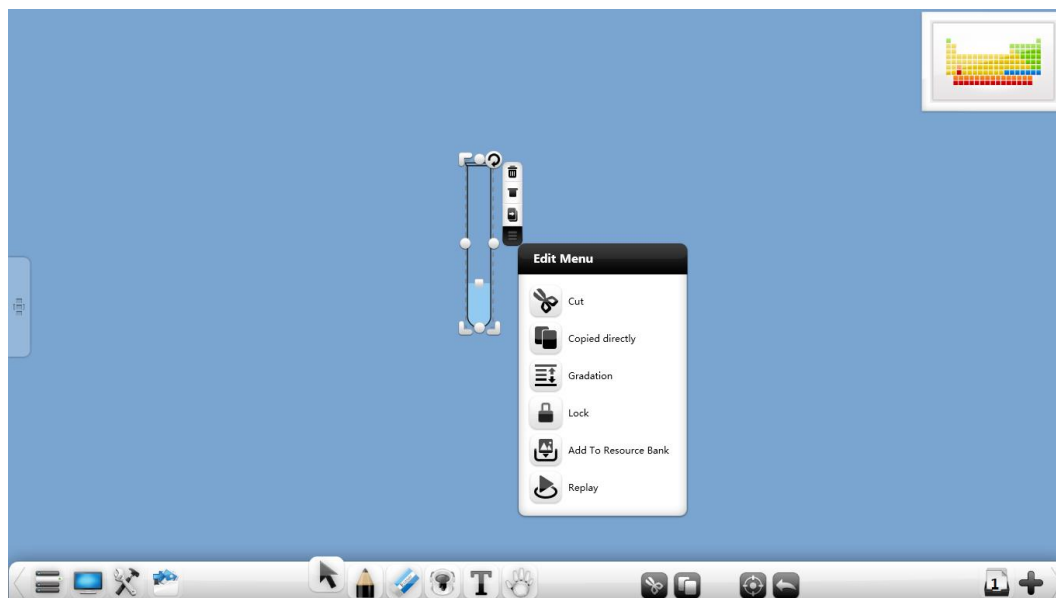 Edit Menu
Cut
Copied directly
Gradation
Lock
Add To Resource Bank
Replay
T
1